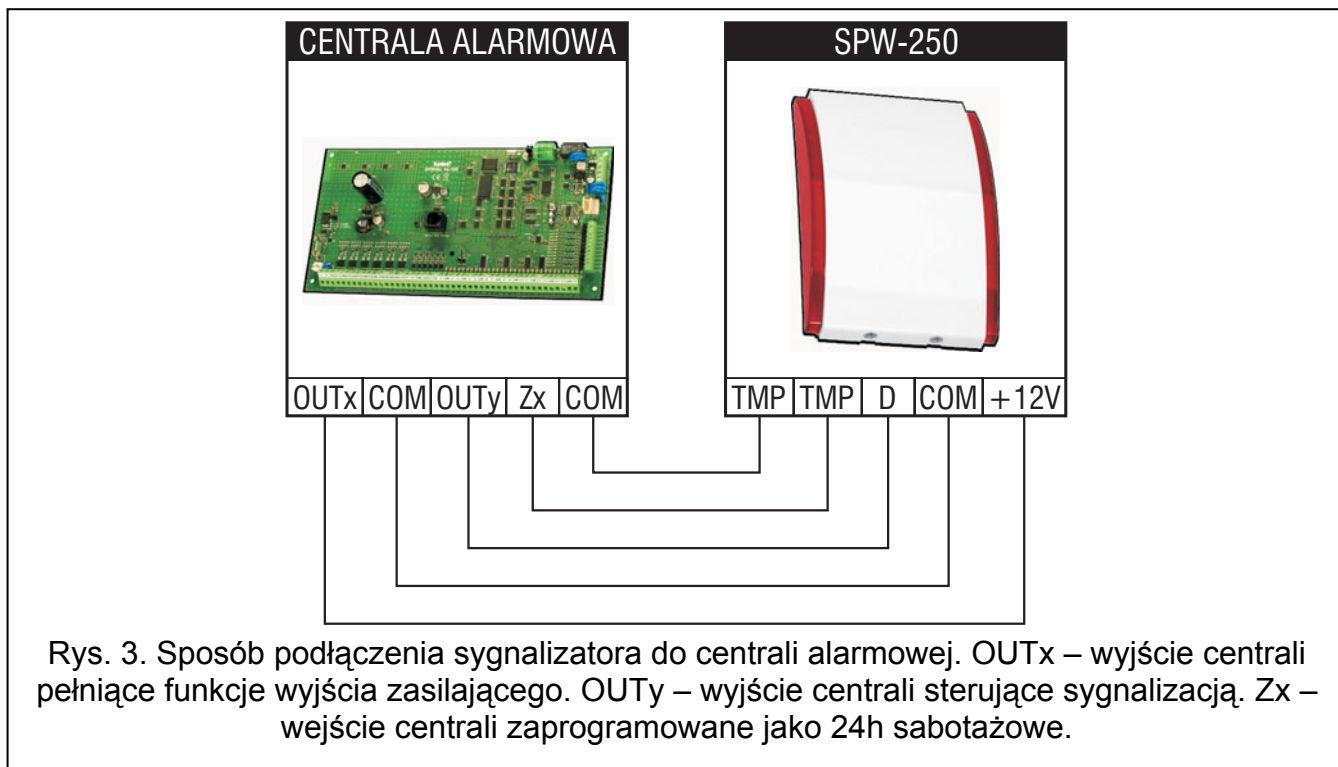 CENTRALA ALARMOWA
SPW-250
OUTx COM OUTy Zx COM
TMP TMP D COM +12V
Rys. 3. Sposób podłączenia sygnalizatora do centrali alarmowej. OUTx – wyjście centrali
pełniące funkcje wyjścia zasilającego. OUTy – wyjście centrali sterujące sygnalizacją. Zx –
wejście centrali zaprogramowane jako 24h sabotażowe.